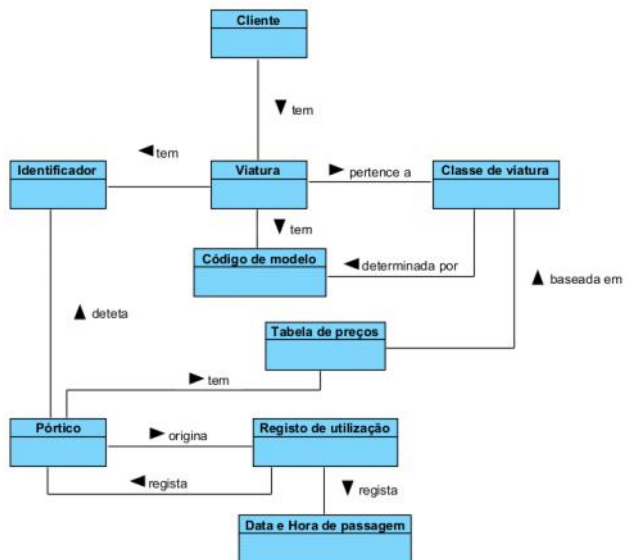 Cliente
tem
tem
Identificador
Viatura
pertence a
Classe de viatura
tem
Código de modelo
determinada por
baseada em
deteta
Tabela de preços
tem
Pórtico
origina
Registo de utilização
regista
regista
Data e Hora de passagem